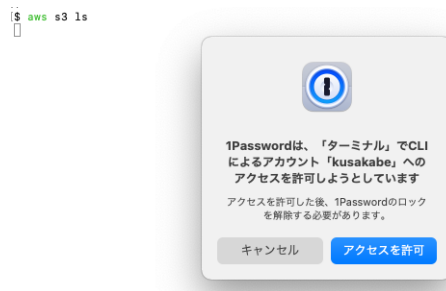 $ aws s3 ls
1Passwordは、「ターミナル」でCLI
によるアカウント「kusakabe」への
アクセスを許可しようとしています
アクセスを許可した後、1Passwordのロック
を解除する必要があります。
キャンセル
アクセスを許可